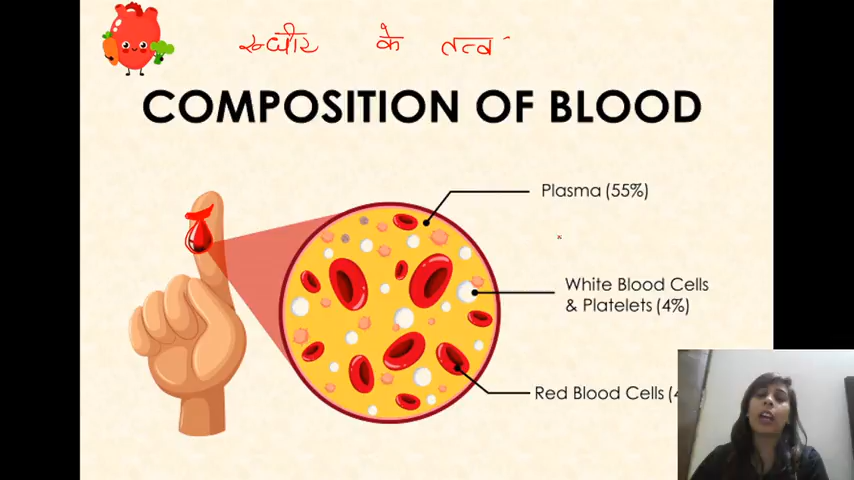 रूधीर के तत्व
COMPOSITION OF BLOOD
Plasma (55%)
White Blood Cells
& Platelets (4%)
Red Blood Cells (